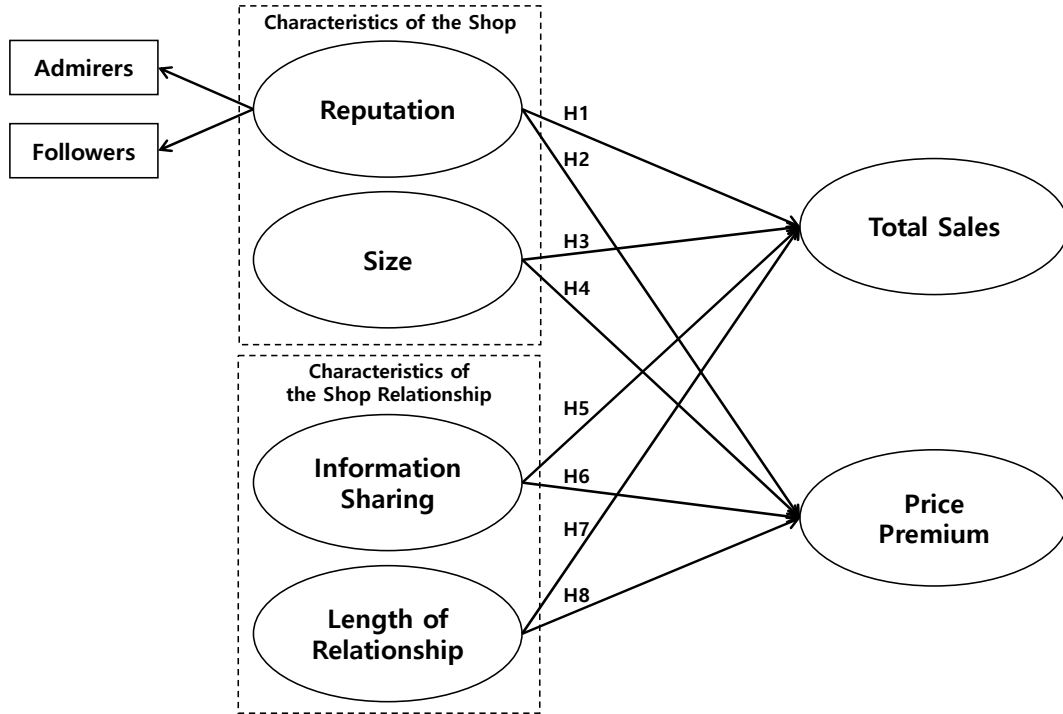 Characteristics of the Shop
Admirers
Followers
Reputation
Size
H1
H2
H3
H4
Total Sales
Characteristics of
the Shop Relationship
Information
Sharing
Length of
Relationship
H5
H6
H7
H8
Price
Premium